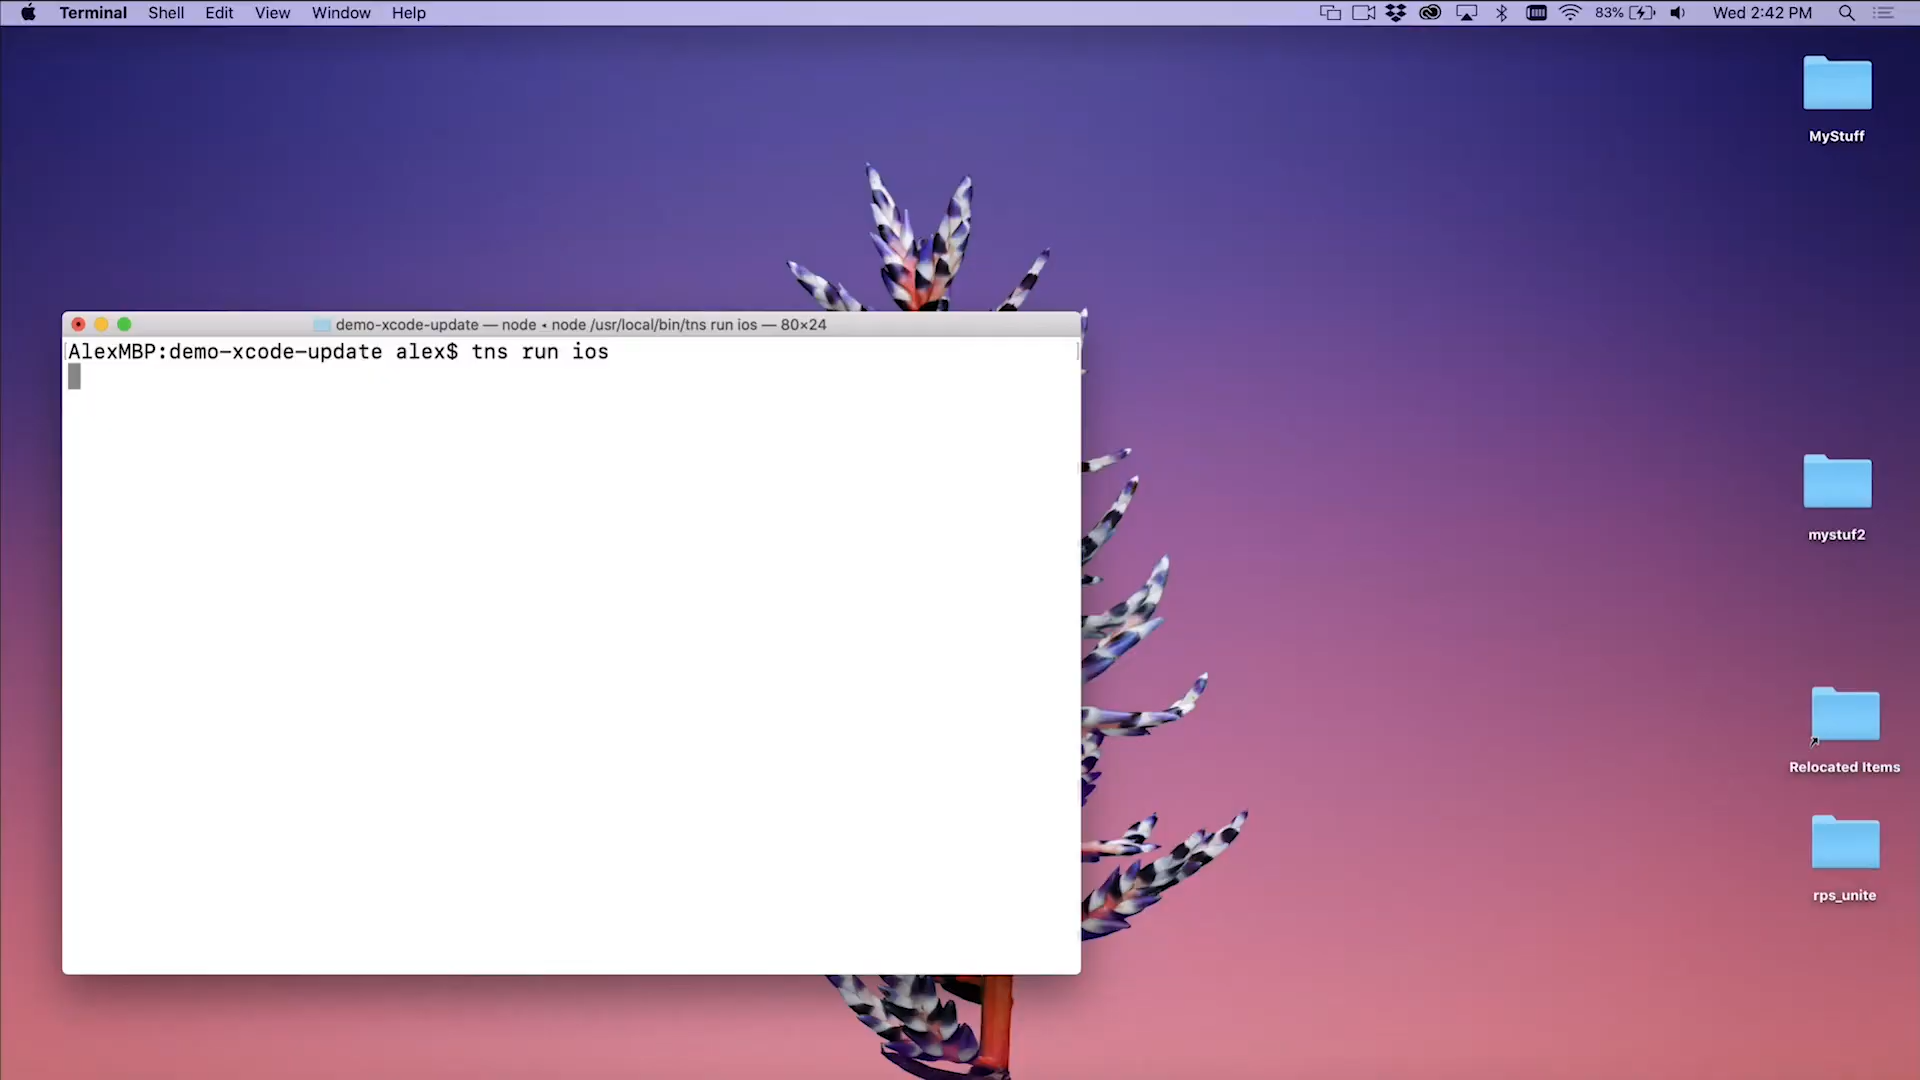 Terminal Shell Edit View Window Help 83% Wed 2:42 PM
MyStuff
demo-xcode-update — node • node /usr/local/bin/tns run ios — 80×24
AlexMBP:demo-xcode-update alex$ tns run ios
mystuf2
Relocated Items
rps_unite